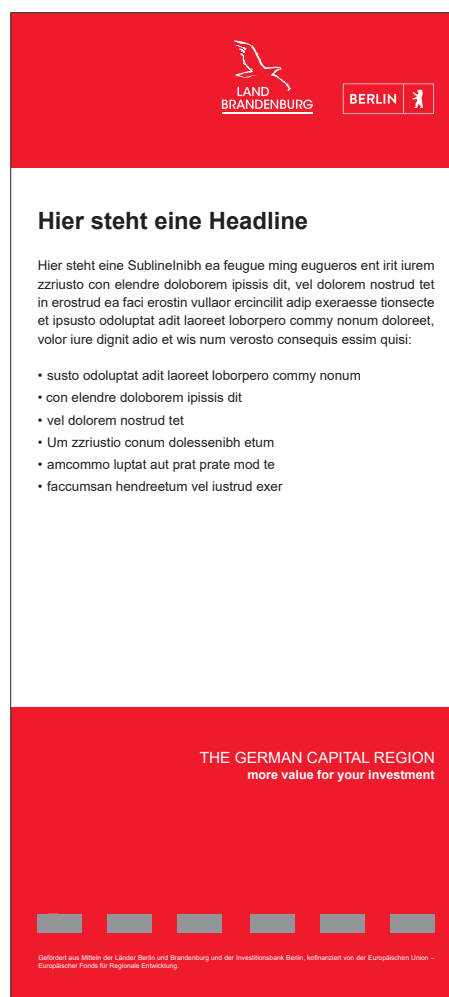 LAND
BRANDENBURG
BERLIN
Hier steht eine Headline
Hier steht eine SublineInibh ea feugue ming eugueros ent irit iurem
zzriusto con elendre doloborem ipissis dit, vel dolorem nostrud tet
in erostrud ea faci erostin vullaor ercincilit adip exeraesse tionsecte
et ipsusto odoluptat adit laoreet loborpero commy nonum doloreet,
volor iure dignit adio et wis num verosto consequis essim quisi:
• susto odoluptat adit laoreet loborpero commy nonum
• con elendre doloborem ipissis dit
• vel dolorem nostrud tet
• Um zzriustio conum dolessenibh etum
• amcommo luptat aut prat prate mod te
• faccumsan hendreetum vel iustrud exer
THE GERMAN CAPITAL REGION
more value for your investment
Gefördert aus Mitteln der Länder Berlin und Brandenburg und der Investitionsbank Berlin, kofinanziert von der Europäischen Union –
Europäischer Fonds für Regionale Entwicklung.